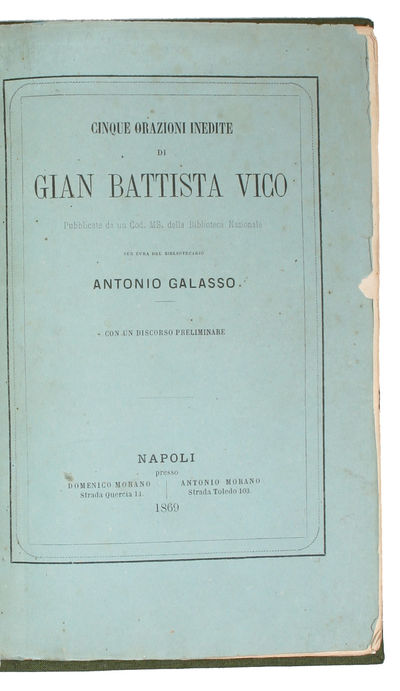 CINQUE ORAZIONI INEDITE
DI
GIAN BATTISTA VICO
Pubblicate da un Cod. MS. della Biblioteca Nazionale
PER CURA DEL BIBLIOTECARIO
ANTONIO GALASSO
CON UN DISCORSO PRELIMINARE
NAPOLI
presso
DOMENICO MORANO
Strada Quercia 14.
ANTONIO MORANO
Strada Toledo 103
1869